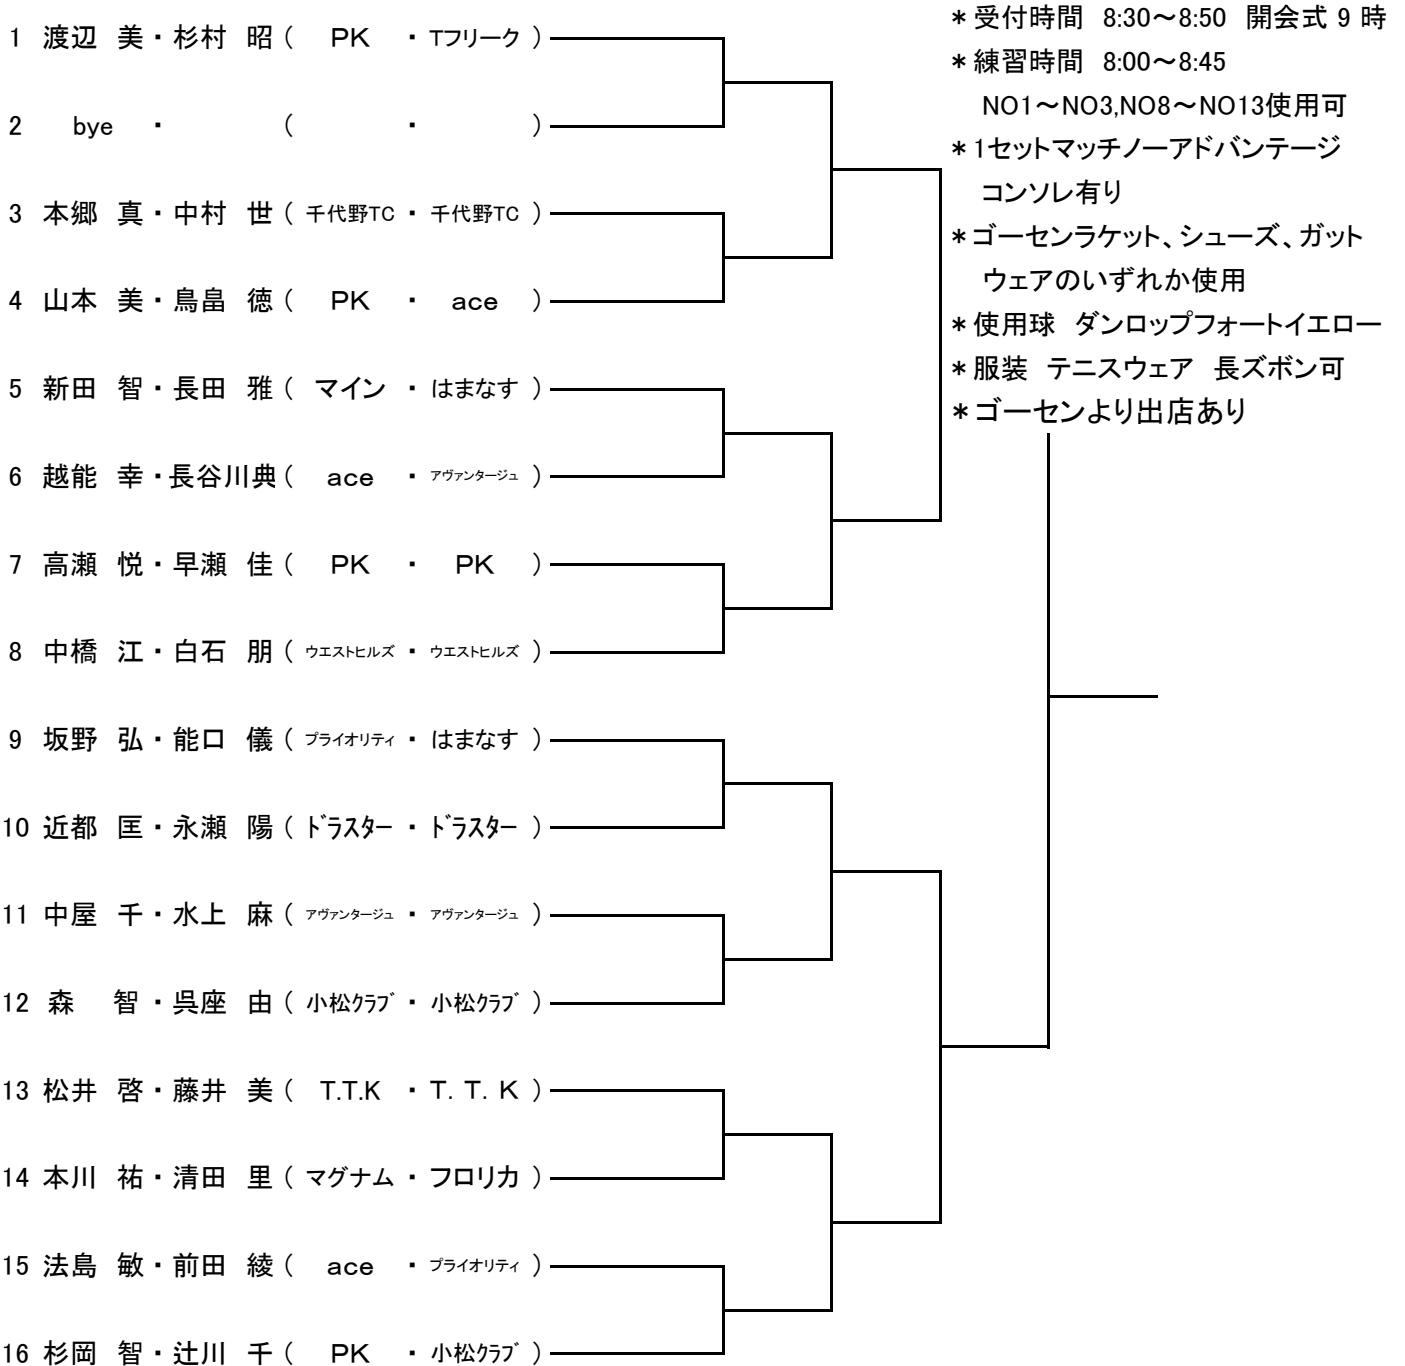 1 渡辺 美・杉村 昭 ( PK ・ Tフリーク )
2 bye ・ ( ・ )
3 本郷 真・中村 世 ( 千代野TC ・ 千代野TC )
4 山本 美・鳥畠 徳 ( PK ・ ace )
5 新田 智・長田 雅 ( マイン ・ はまなす )
6 越能 幸・長谷川典 ( ace ・ アヴァンタージュ )
7 高瀬 悦・早瀬 佳 ( PK ・ PK )
8 中橋 江・白石 朋 ( ウエストヒルズ ・ ウエストヒルズ )
9 坂野 弘・能口 儀 ( プライオリティ ・ はまなす )
10 近都 匡・永瀬 陽 ( ドラスター ・ ドラスター )
11 中屋 千・水上 麻 ( アヴァンタージュ ・ アヴァンタージュ )
12 森 智・呉座 由 ( 小松クラブ ・ 小松クラブ )
13 松井 啓・藤井 美 ( T.T.K ・ T. T. K )
14 本川 祐・清田 里 ( マグナム ・ フロリカ )
15 法島 敏・前田 綾 ( ace ・ プライオリティ )
16 杉岡 智・辻川 千 ( PK ・ 小松クラブ )
＊受付時間 8:30～8:50 開会式 9 時
＊練習時間 8:00～8:45
NO1～NO3,NO8～NO13使用可
＊1セットマッチノーアドバンテージ
コンソレ有り
＊ゴーセンラケット、シューズ、ガット
ウェアのいずれか使用
＊使用球 ダンロップフォートイエロー
＊服装 テニスウェア 長ズボン可
＊ゴーセンより出店あり